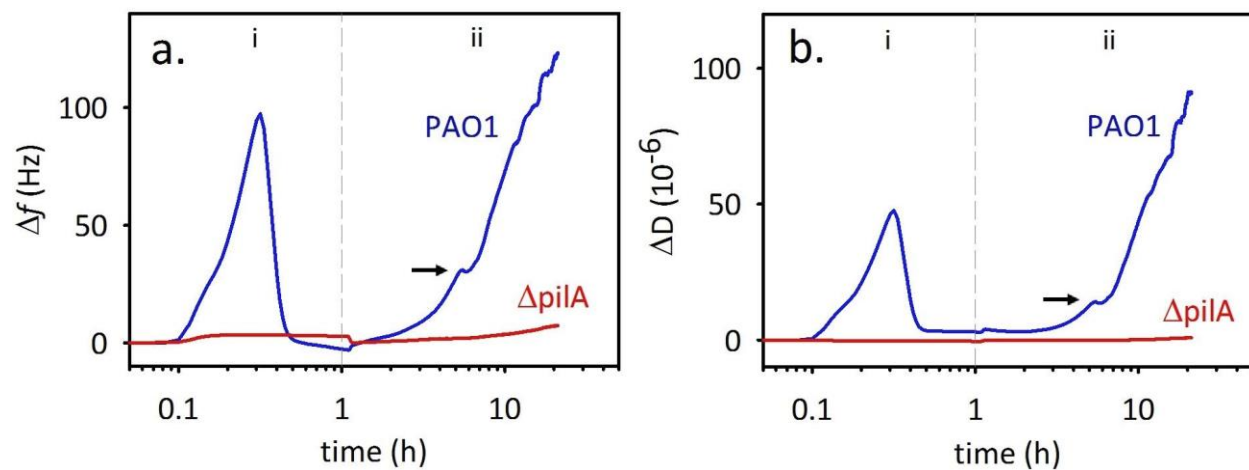 a.
i
ii
100
50
0
Δf (Hz)
PAO1
ΔpilA
0.1
1
10
time (h)
b.
i
ii
100
50
0
ΔD (10⁻⁶)
PAO1
ΔpilA
0.1
1
10
time (h)